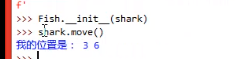 f'
>>> Fish.__init__(shark)
>>> shark.move()
我的位置是： 3 6
>>>